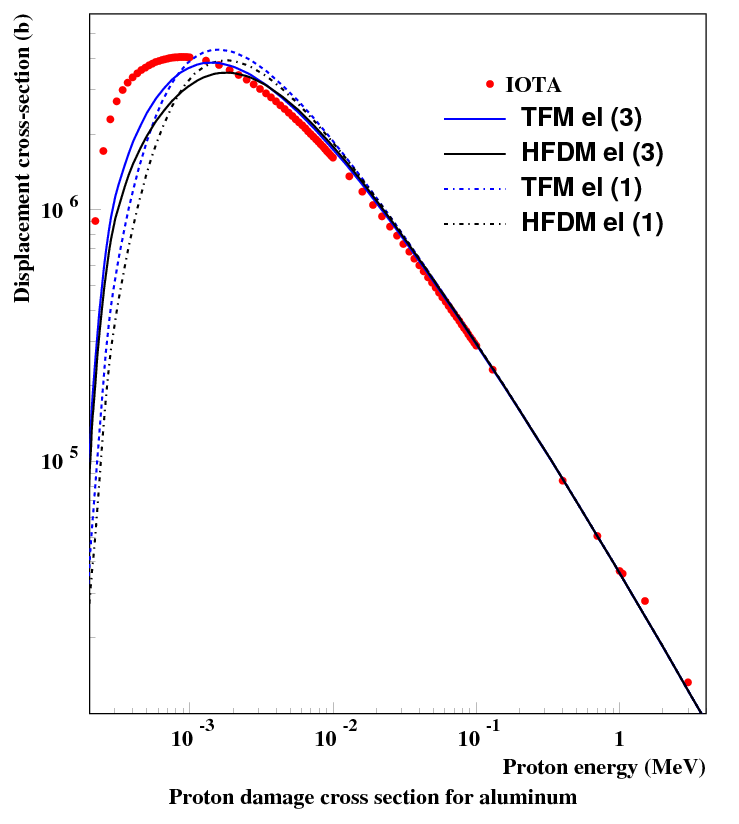 Displacement cross-section (b)
IOTA
TFM el (3)
HFDM el (3)
TFM el (1)
HFDM el (1)
10 6
10 5
10 -3
10 -2
10 -1
1
Proton energy (MeV)
Proton damage cross section for aluminum